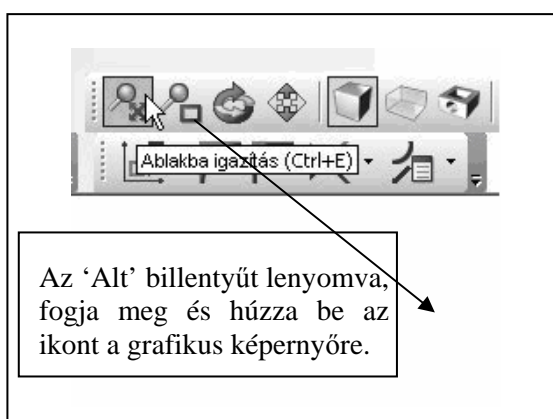 Ablakba igazítás (Ctrl+E)
Az ‘Alt’ billentyűt lenyomva,
fogja meg és húzza be az
ikont a grafikus képernyőre.